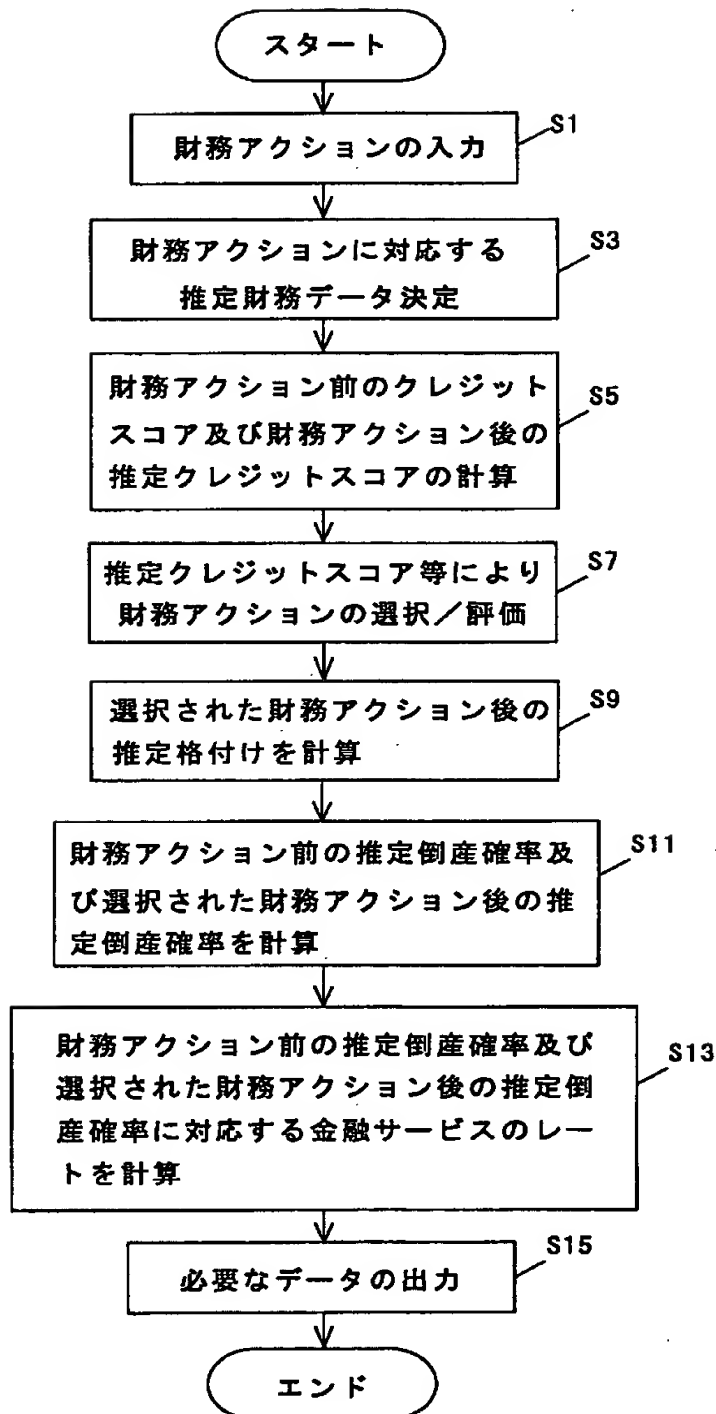 スタート
財務アクションの入力
S1
財務アクションに対応する
推定財務データ決定
S3
財務アクション前のクレジット
スコア及び財務アクション後の
推定クレジットスコアの計算
S5
推定クレジットスコア等により
財務アクションの選択／評価
S7
選択された財務アクション後の
推定格付けを計算
S9
財務アクション前の推定倒産確率及
び選択された財務アクション後の推
定倒産確率を計算
S11
財務アクション前の推定倒産確率及び
選択された財務アクション後の推定倒
産確率に対応する金融サービスのレー
トを計算
S13
必要なデータの出力
S15
エンド